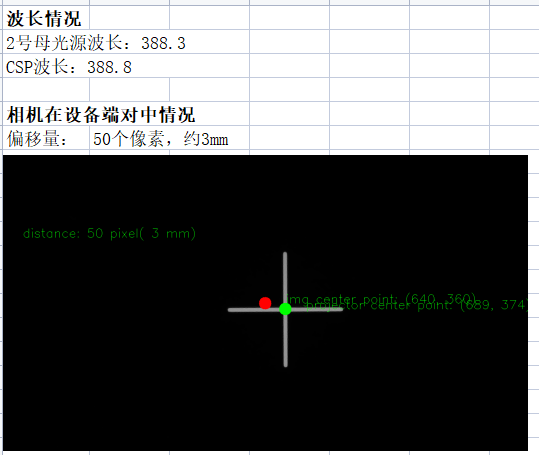 波长情况
2号母光源波长：388.3
CSP波长：388.8
相机在设备端对中情况
偏移量： 50个像素，约3mm
distance: 50 pixel( 3 mm)
img center point: (640, 360)
projector center point: (689, 374)